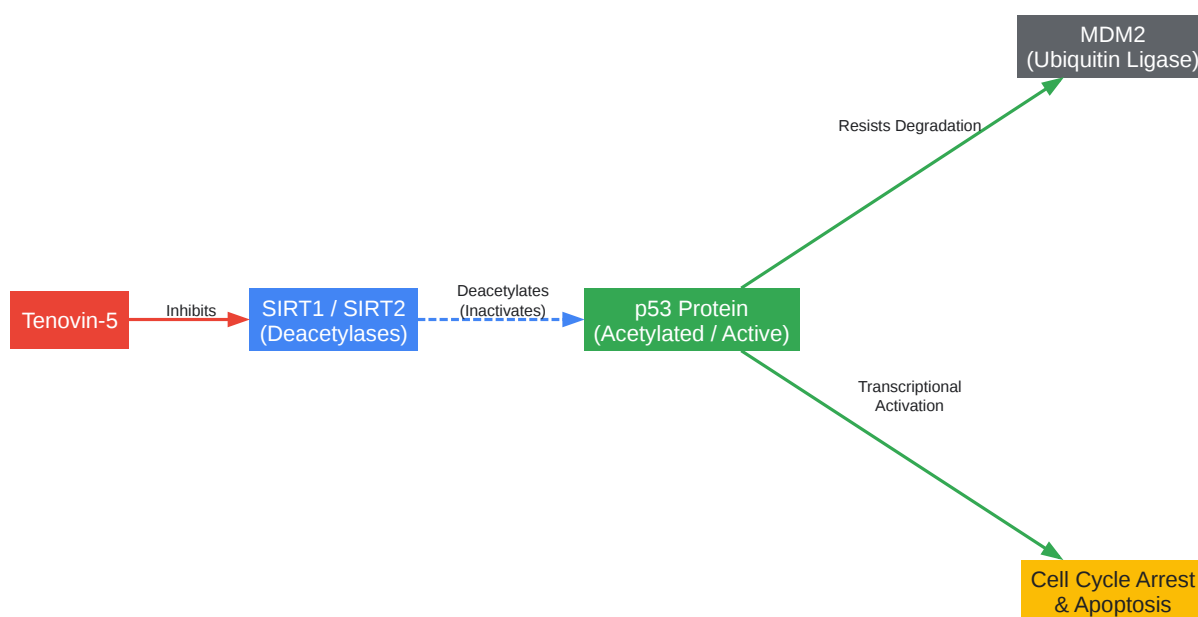 MDM2
(Ubiquitin Ligase)
Resists Degradation
Tenovin-5
Inhibits
SIRT1 / SIRT2
(Deacetylases)
Deacetylates
(Inactivates)
p53 Protein
(Acetylated / Active)
Transcriptional
Activation
Cell Cycle Arrest
& Apoptosis